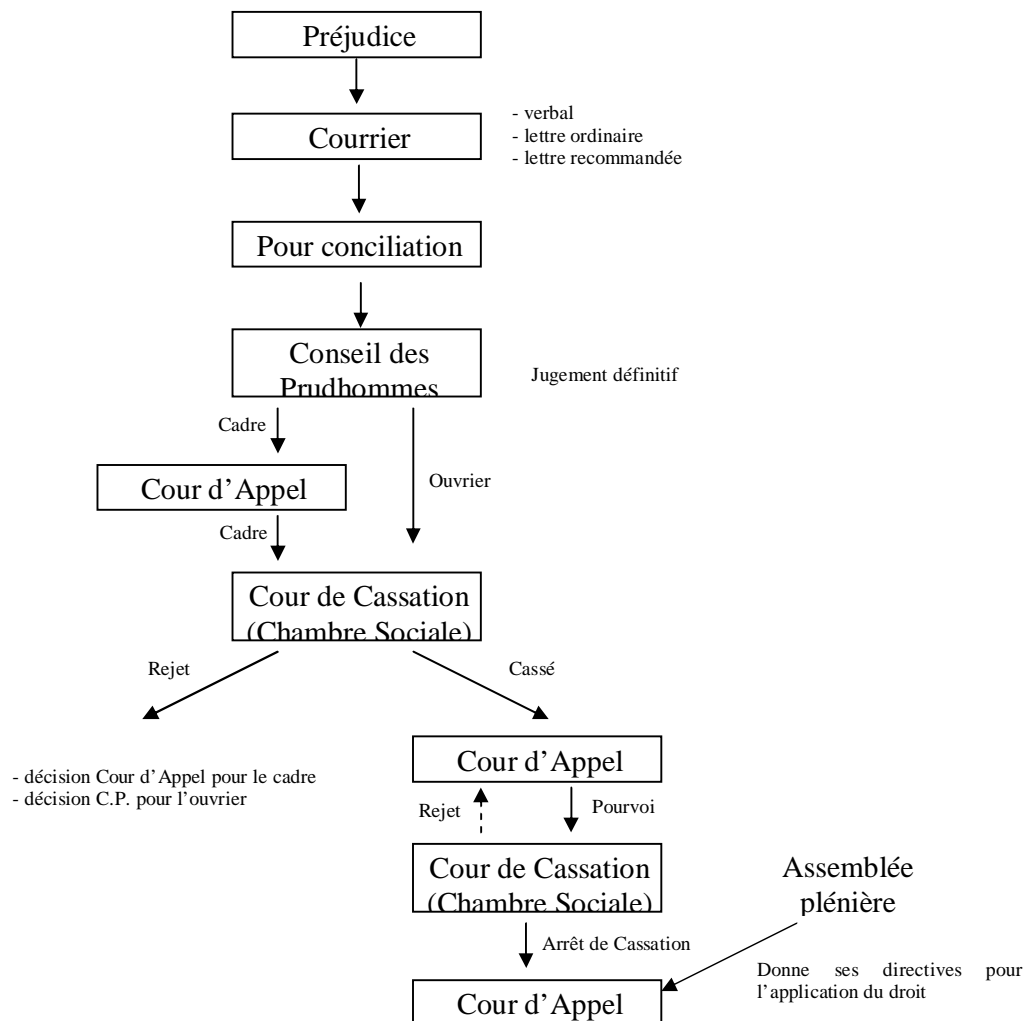 Préjudice
Courrier
- verbal
- lettre ordinaire
- lettre recommandée
Pour conciliation
Conseil des
Prudhommes
Jugement définitif
Cadre
Ouvrier
Cour d’Appel
Cadre
Cour de Cassation
(Chambre Sociale)
Rejet
Cassé
- décision Cour d’Appel pour le cadre
- décision C.P. pour l’ouvrier
Cour d’Appel
Rejet
Pourvoi
Cour de Cassation
(Chambre Sociale)
Assemblée
plénière
Arrêt de Cassation
Donne ses directives pour
l’application du droit
Cour d’Appel